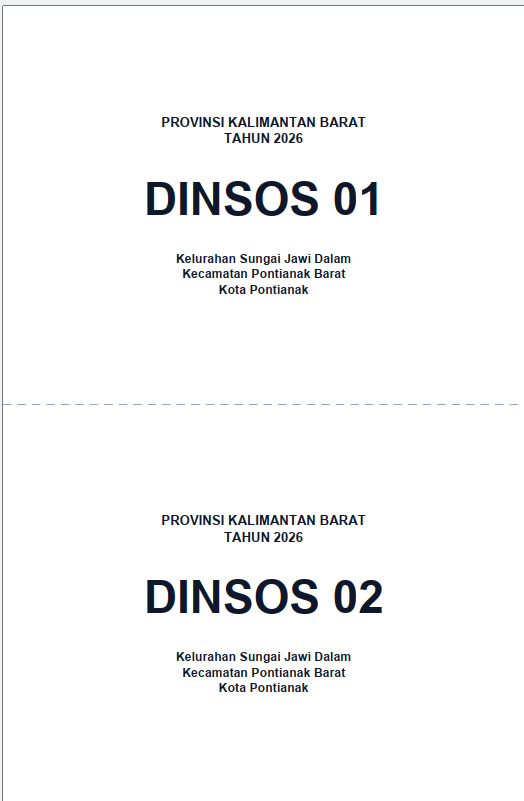 PROVINSI KALIMANTAN BARAT
TAHUN 2026
DINSOS 01
Kelurahan Sungai Jawi Dalam
Kecamatan Pontianak Barat
Kota Pontianak
PROVINSI KALIMANTAN BARAT
TAHUN 2026
DINSOS 02
Kelurahan Sungai Jawi Dalam
Kecamatan Pontianak Barat
Kota Pontianak